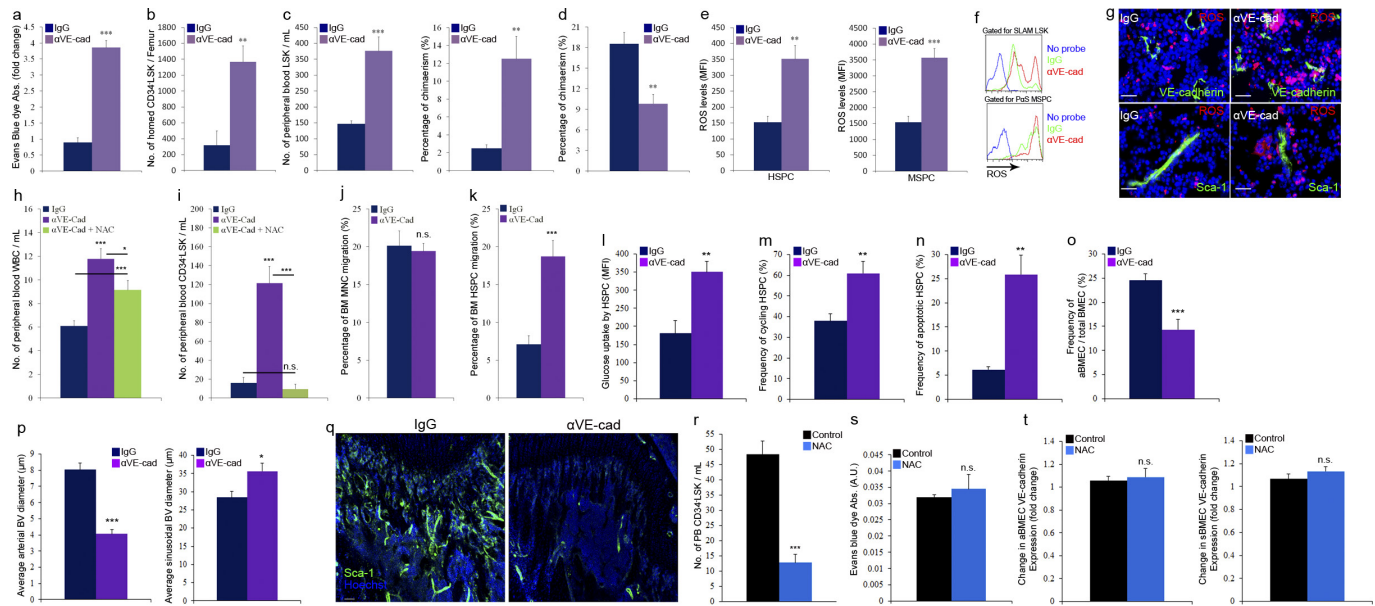 a
IgG
αVE-cad
Evans Blue dye Abs. (fold change)
4.5
4
3.5
3
2.5
2
1.5
1
0.5
0
***
b
IgG
αVE-cad
No. of homed CD34⁻LSK / Femur
1800
1600
1400
1200
1000
800
600
400
200
0
**
c
IgG
αVE-cad
No. of peripheral blood LSK / mL
450
400
350
300
250
200
150
100
50
0
***
IgG
αVE-cad
Percentage of chimaerism (%)
16
14
12
10
8
6
4
2
0
**
d
IgG
αVE-cad
Percentage of chimaerism (%)
25
20
15
10
5
0
**
e
IgG
αVE-cad
ROS levels (MFI)
450
400
350
300
250
200
150
100
50
0
**
HSPC
IgG
αVE-cad
ROS levels (MFI)
4500
4000
3500
3000
2500
2000
1500
1000
500
0
***
MSPC
f
Gated for SLAM LSK
No probe
IgG
αVE-cad
Gated for PαS MSPC
No probe
IgG
αVE-cad
ROS
g
IgG
ROS
VE-cadherin
αVE-cad
ROS
VE-cadherin
IgG
ROS
Sca-1
αVE-cad
ROS
Sca-1
h
IgG
αVE-Cad
αVE-Cad + NAC
No. of peripheral blood WBC / mL
16
14
12
10
8
6
4
2
0
***
*
***
i
IgG
αVE-Cad
αVE-Cad + NAC
No. of peripheral blood CD34⁻LSK / mL
200
180
160
140
120
100
80
60
40
20
0
***
***
n.s.
j
IgG
αVE-Cad
Percentage of BM MNC migration (%)
25
20
15
10
5
0
n.s.
k
IgG
αVE-Cad
Percentage of BM HSPC migration (%)
25
20
15
10
5
0
***
l
IgG
αVE-cad
Glucose uptake by HSPC (MFI)
400
350
300
250
200
150
100
50
0
**
m
IgG
αVE-cad
Frequency of cycling HSPC (%)
80
70
60
50
40
30
20
10
0
**
n
IgG
αVE-cad
Frequency of apoptotic HSPC (%)
35
30
25
20
15
10
5
0
**
o
IgG
αVE-cad
Frequency of
aBMEC / total BMEC (%)
30
25
20
15
10
5
0
***
p
IgG
αVE-cad
Average arterial BV diameter (µm)
9
8
7
6
5
4
3
2
1
0
***
IgG
αVE-cad
Average sinusoidal BV diameter (µm)
45
40
35
30
25
20
15
10
5
0
*
q
IgG
αVE-cad
Sca-1
Hoechst
r
Control
NAC
No. of PB CD34⁻LSK / mL
55
50
45
40
35
30
25
20
15
10
5
0
***
s
Control
NAC
Evans blue dye Abs. (A.U.)
0.045
0.04
0.035
0.03
0.025
0.02
0.015
0.01
0.005
0
n.s.
t
Control
NAC
Change in aBMEC VE-cadherin
Expression (fold change)
1.4
1.2
1
0.8
0.6
0.4
0.2
0
n.s.
Control
NAC
Change in sBMEC VE-cadherin
Expression (fold change)
1.4
1.2
1
0.8
0.6
0.4
0.2
0
n.s.